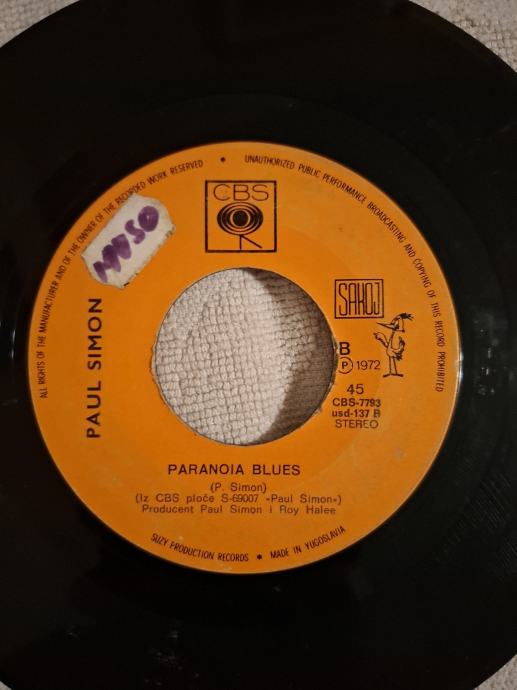 ALL RIGHTS OF THE MANUFACTURER AND OF THE OWNER OF THE RECORDED WORK RESERVED • UNAUTHORIZED PUBLIC PERFORMANCE BROADCASTING AND COPYING OF THIS RECORD PROHIBITED
CBS
PAUL SIMON
SAKOJ
B
Ⓟ 1972
45
CBS-7793
usd-137 B
STEREO
PARANOIA BLUES
(P. Simon)
(Iz CBS ploče S-69007 »Paul Simon«)
Producent Paul Simon i Roy Halee
SUZY PRODUCTION RECORDS * MADE IN YUGOSLAVIA